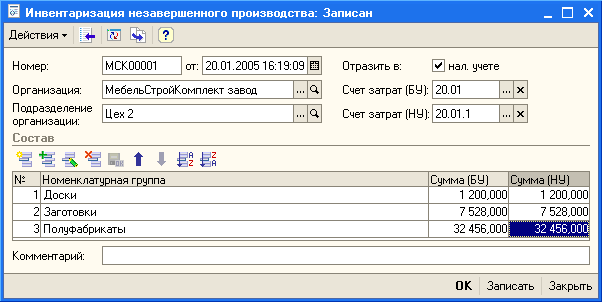 Инвентаризация незавершенного производства: Записан
Действия
Номер: МСК00001 от: 20.01.2005 16:19:09 Отразить в: нал. учете
Организация: МебельСтройКомплект завод ... Счет затрат (БУ): 20.01 ... ×
Подразделение организации: Цех 2 ... Счет затрат (НУ): 20.01.1 ... ×
Состав
№ Номенклатурная группа Сумма (БУ) Сумма (НУ)
1 Доски 1 200,000 1 200,000
2 Заготовки 7 528,000 7 528,000
3 Полуфабрикаты 32 456,000 32 456,000
Комментарий:
OK Записать Закрыть